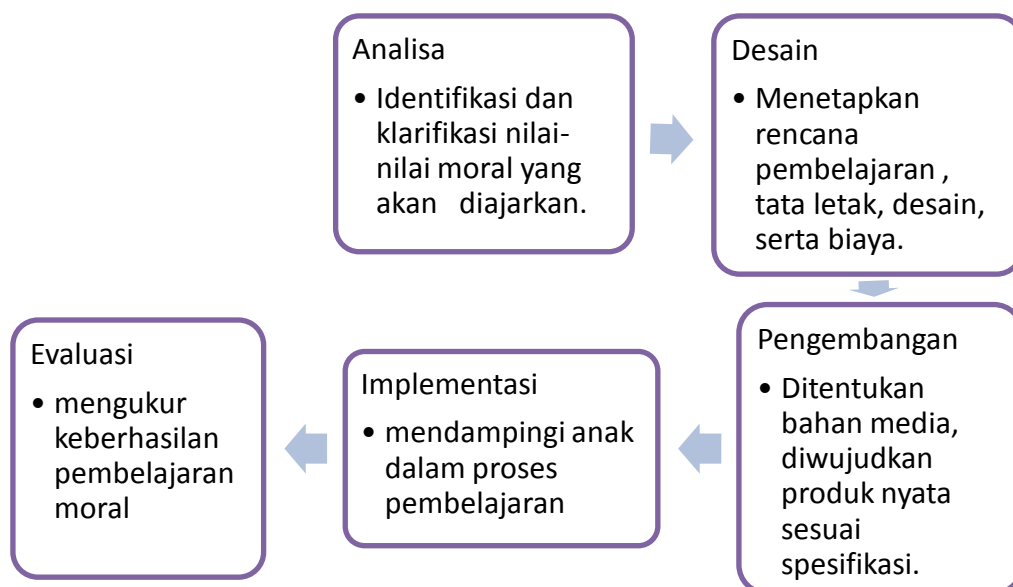 Analisa
• Identifikasi dan
klarifikasi nilai-
nilai moral yang
akan diajarkan.
Desain
• Menetapkan
rencana
pembelajaran ,
tata letak, desain,
serta biaya.
Pengembangan
• Ditentukan
bahan media,
diwujudkan
produk nyata
sesuai
spesifikasi.
Implementasi
• mendampingi anak
dalam proses
pembelajaran
Evaluasi
• mengukur
keberhasilan
pembelajaran
moral